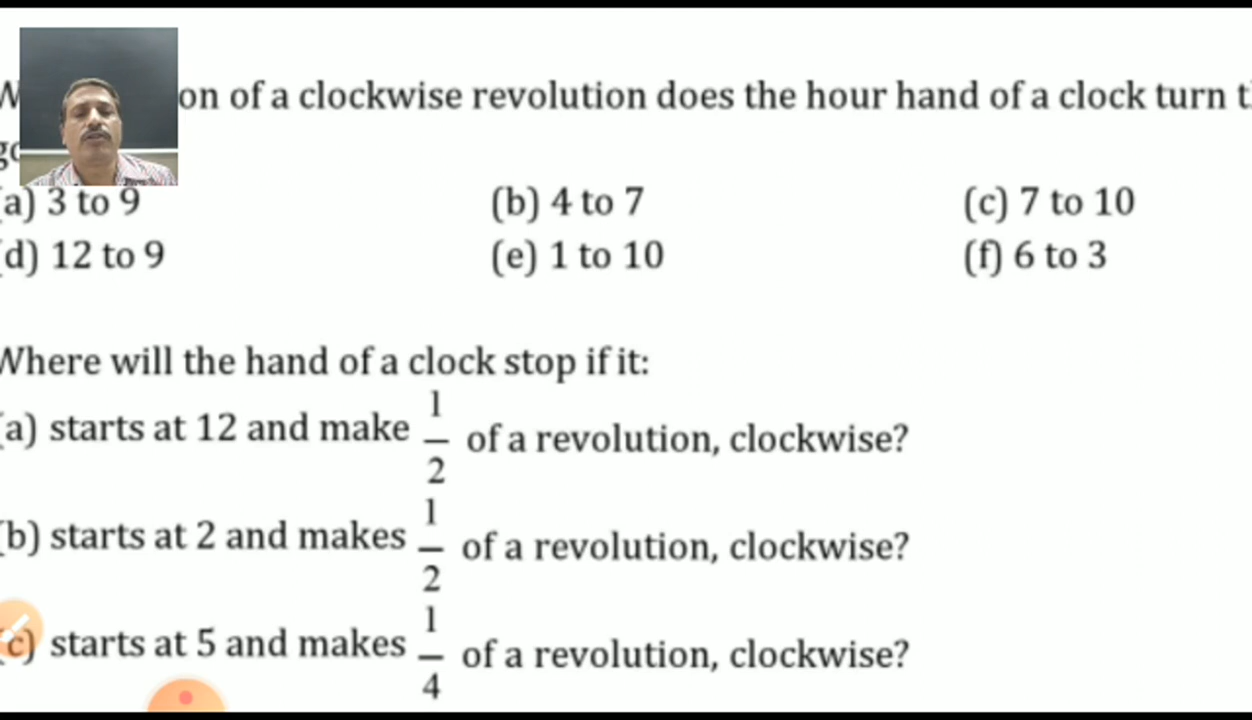 on of a clockwise revolution does the hour hand of a clock turn
(a) 3 to 9 (b) 4 to 7 (c) 7 to 10
(d) 12 to 9 (e) 1 to 10 (f) 6 to 3
Where will the hand of a clock stop if it:
(a) starts at 12 and make 1/2 of a revolution, clockwise?
(b) starts at 2 and makes 1/2 of a revolution, clockwise?
(c) starts at 5 and makes 1/4 of a revolution, clockwise?